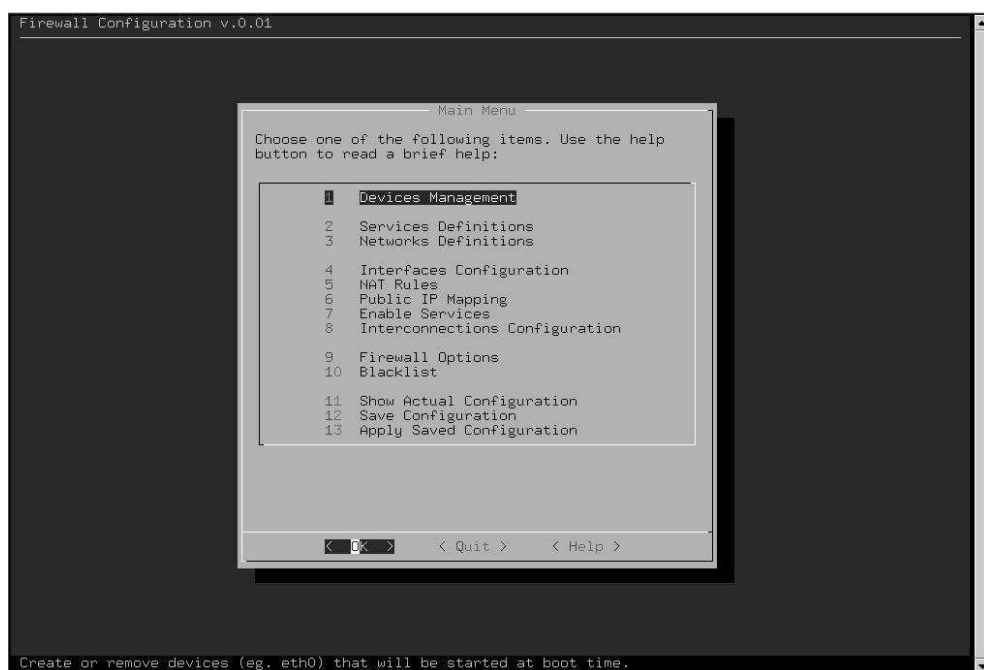 Firewall Configuration v.0.01
Main Menu
Choose one of the following items. Use the help
button to read a brief help:
1 Devices Management
2 Services Definitions
3 Networks Definitions
4 Interfaces Configuration
5 NAT Rules
6 Public IP Mapping
7 Enable Services
8 Interconnections Configuration
9 Firewall Options
10 Blacklist
11 Show Actual Configuration
12 Save Configuration
13 Apply Saved Configuration
< OK > < Quit > < Help >
Create or remove devices (eg. eth0) that will be started at boot time.